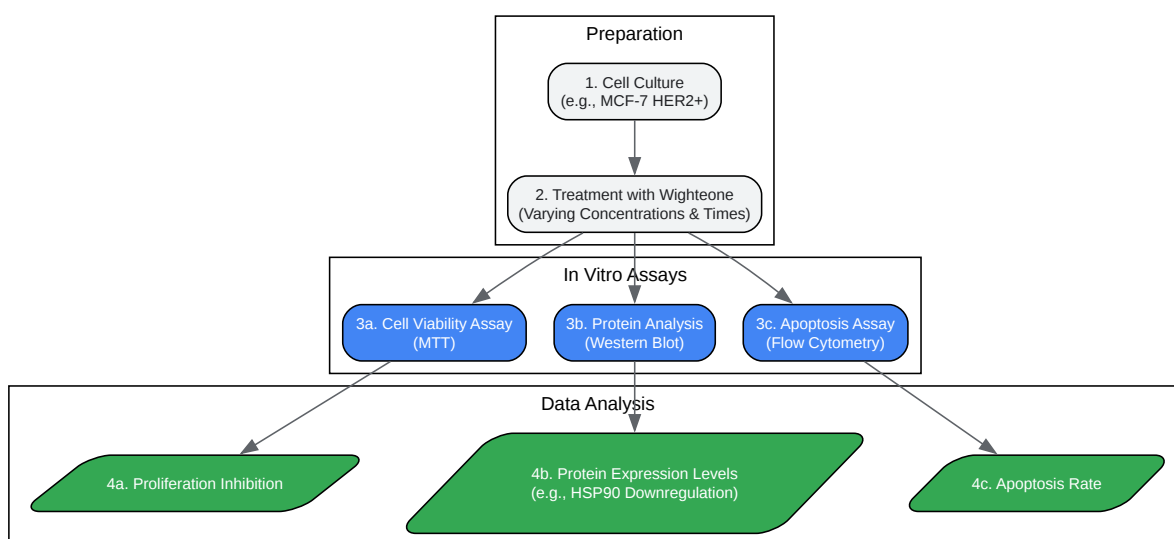 Preparation
1. Cell Culture
(e.g., MCF-7 HER2+)
2. Treatment with Wighteone
(Varying Concentrations & Times)
In Vitro Assays
3a. Cell Viability Assay
(MTT)
3b. Protein Analysis
(Western Blot)
3c. Apoptosis Assay
(Flow Cytometry)
Data Analysis
4a. Proliferation Inhibition
4b. Protein Expression Levels
(e.g., HSP90 Downregulation)
4c. Apoptosis Rate